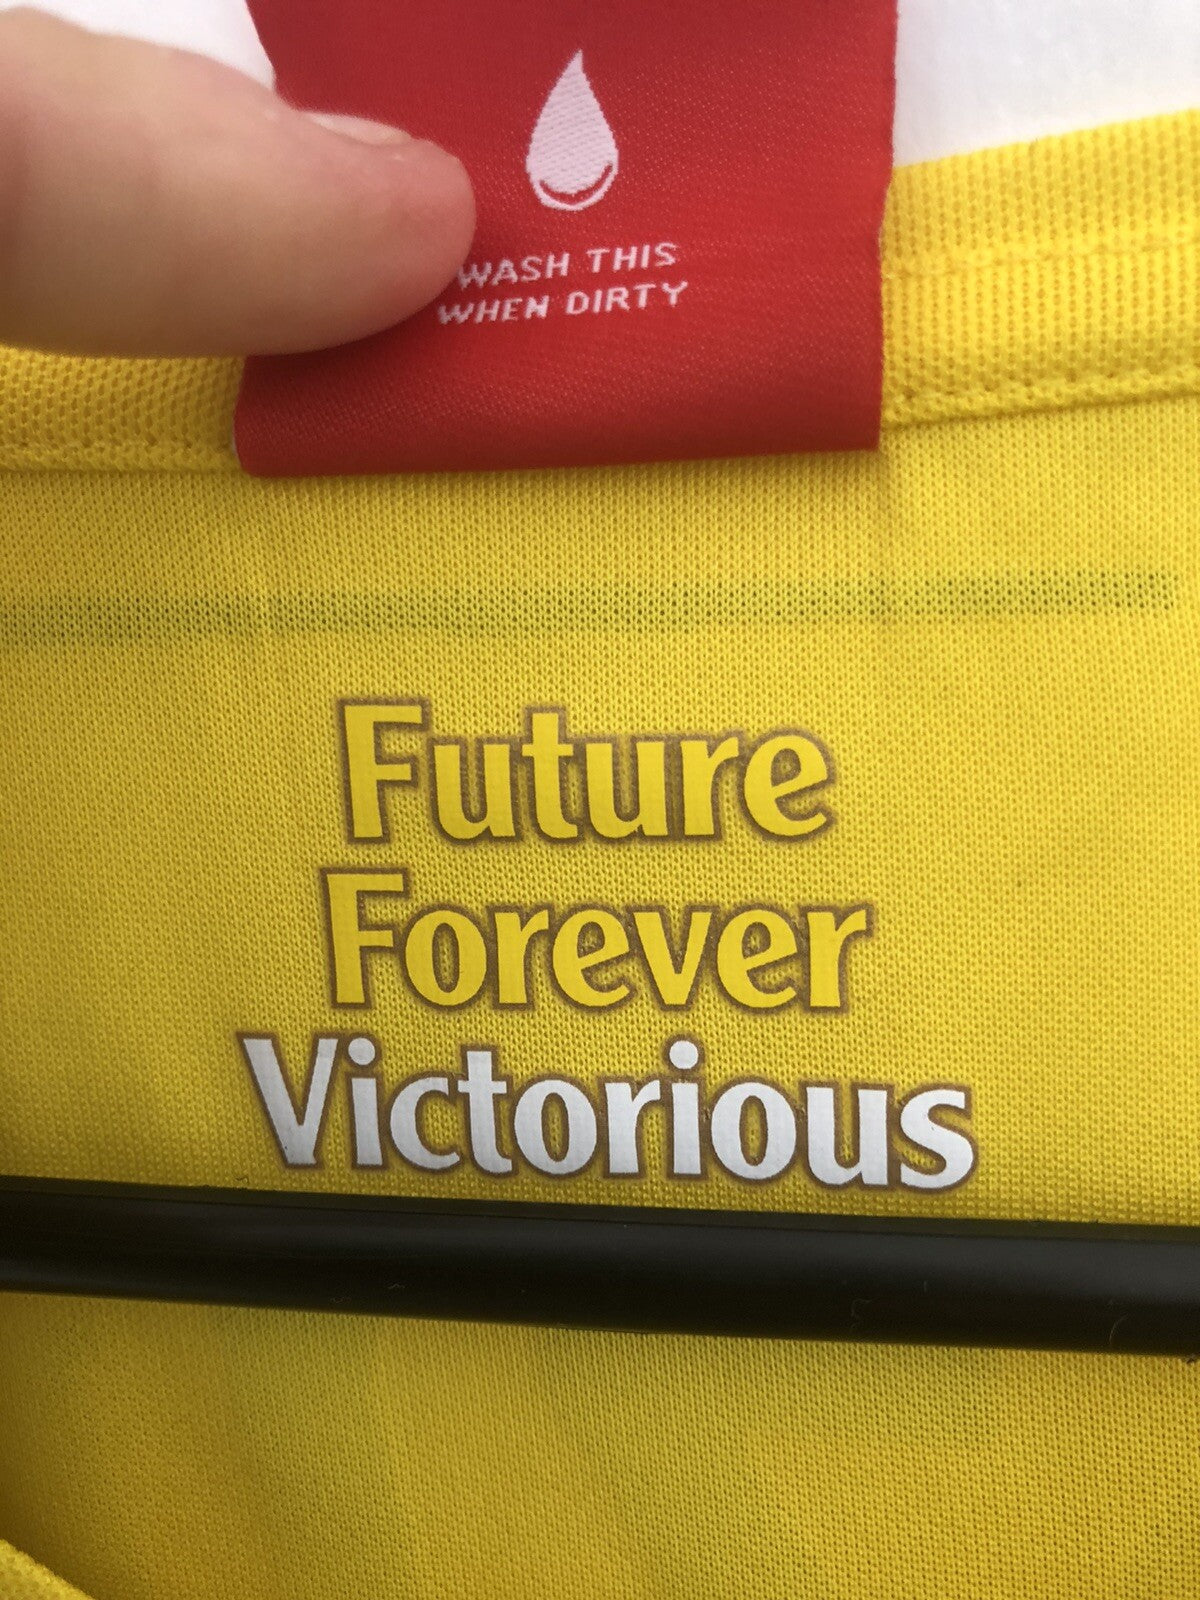 WASH THIS
WHEN DIRTY
Future
Forever
Victorious